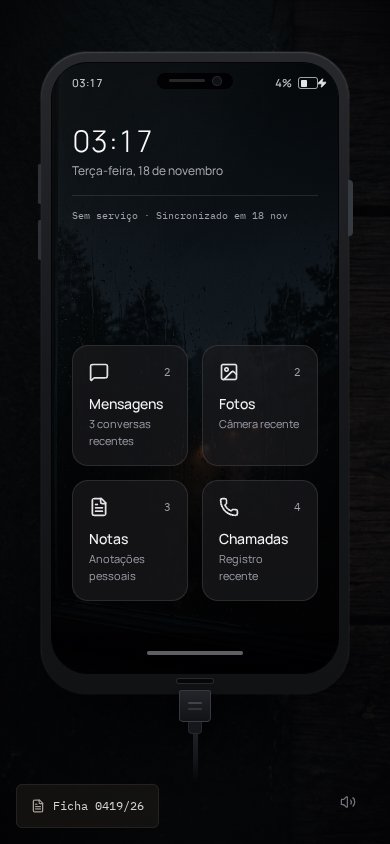 03:17
4%
03:17
Terça-feira, 18 de novembro
Sem serviço · Sincronizado em 18 nov
2
Mensagens
3 conversas
recentes
2
Fotos
Câmera recente
3
Notas
Anotações
pessoais
4
Chamadas
Registro
recente
Ficha 0419/26